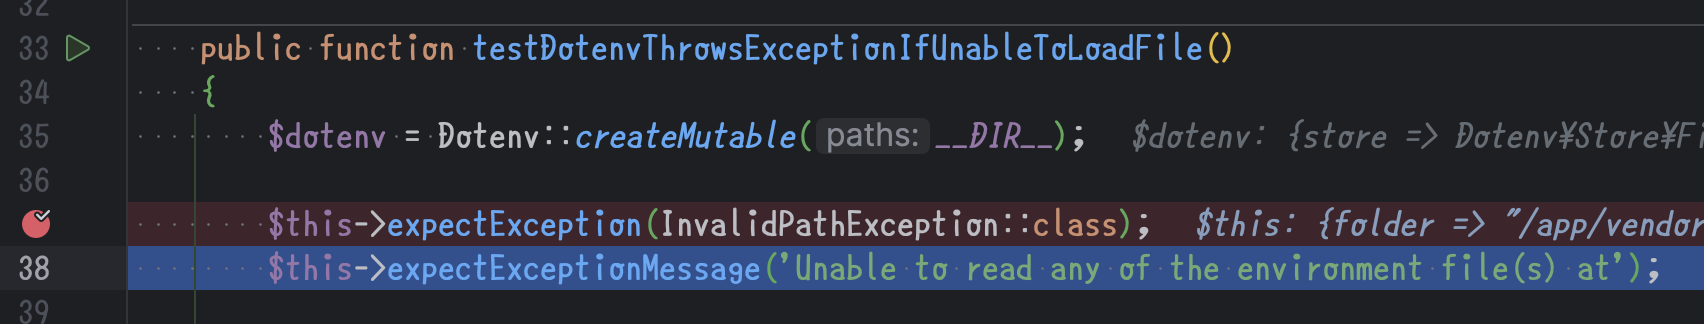 32
33 public function testDotenvThrowsExceptionIfUnableToLoadFile()
34 {
35 $dotenv = Dotenv::createMutable( paths: __DIR__); $dotenv: {store => Dotenv¥Store¥Fi
36
$this->expectException(InvalidPathException::class); $this: {folder => "/app/vendor
38 $this->expectExceptionMessage('Unable to read any of the environment file(s) at');
39